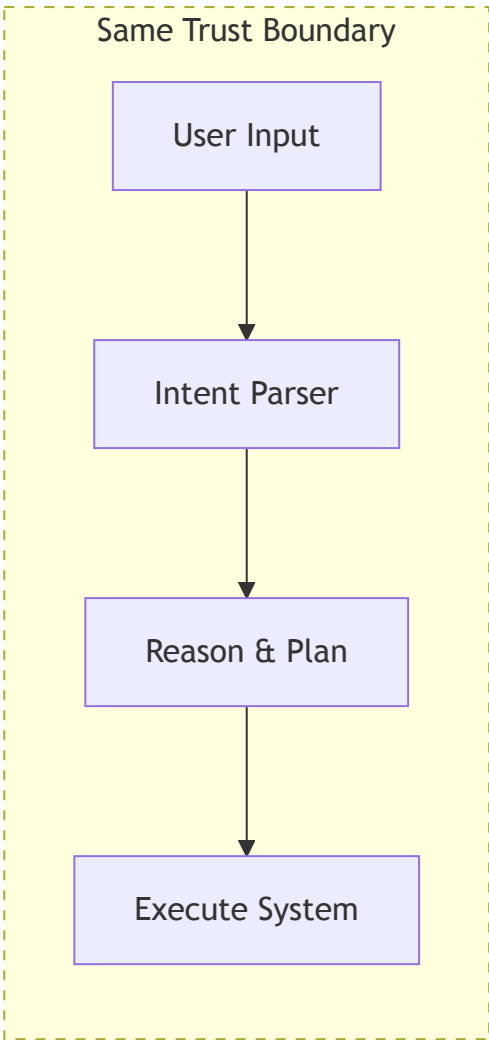 Same Trust Boundary
User Input
Intent Parser
Reason & Plan
Execute System